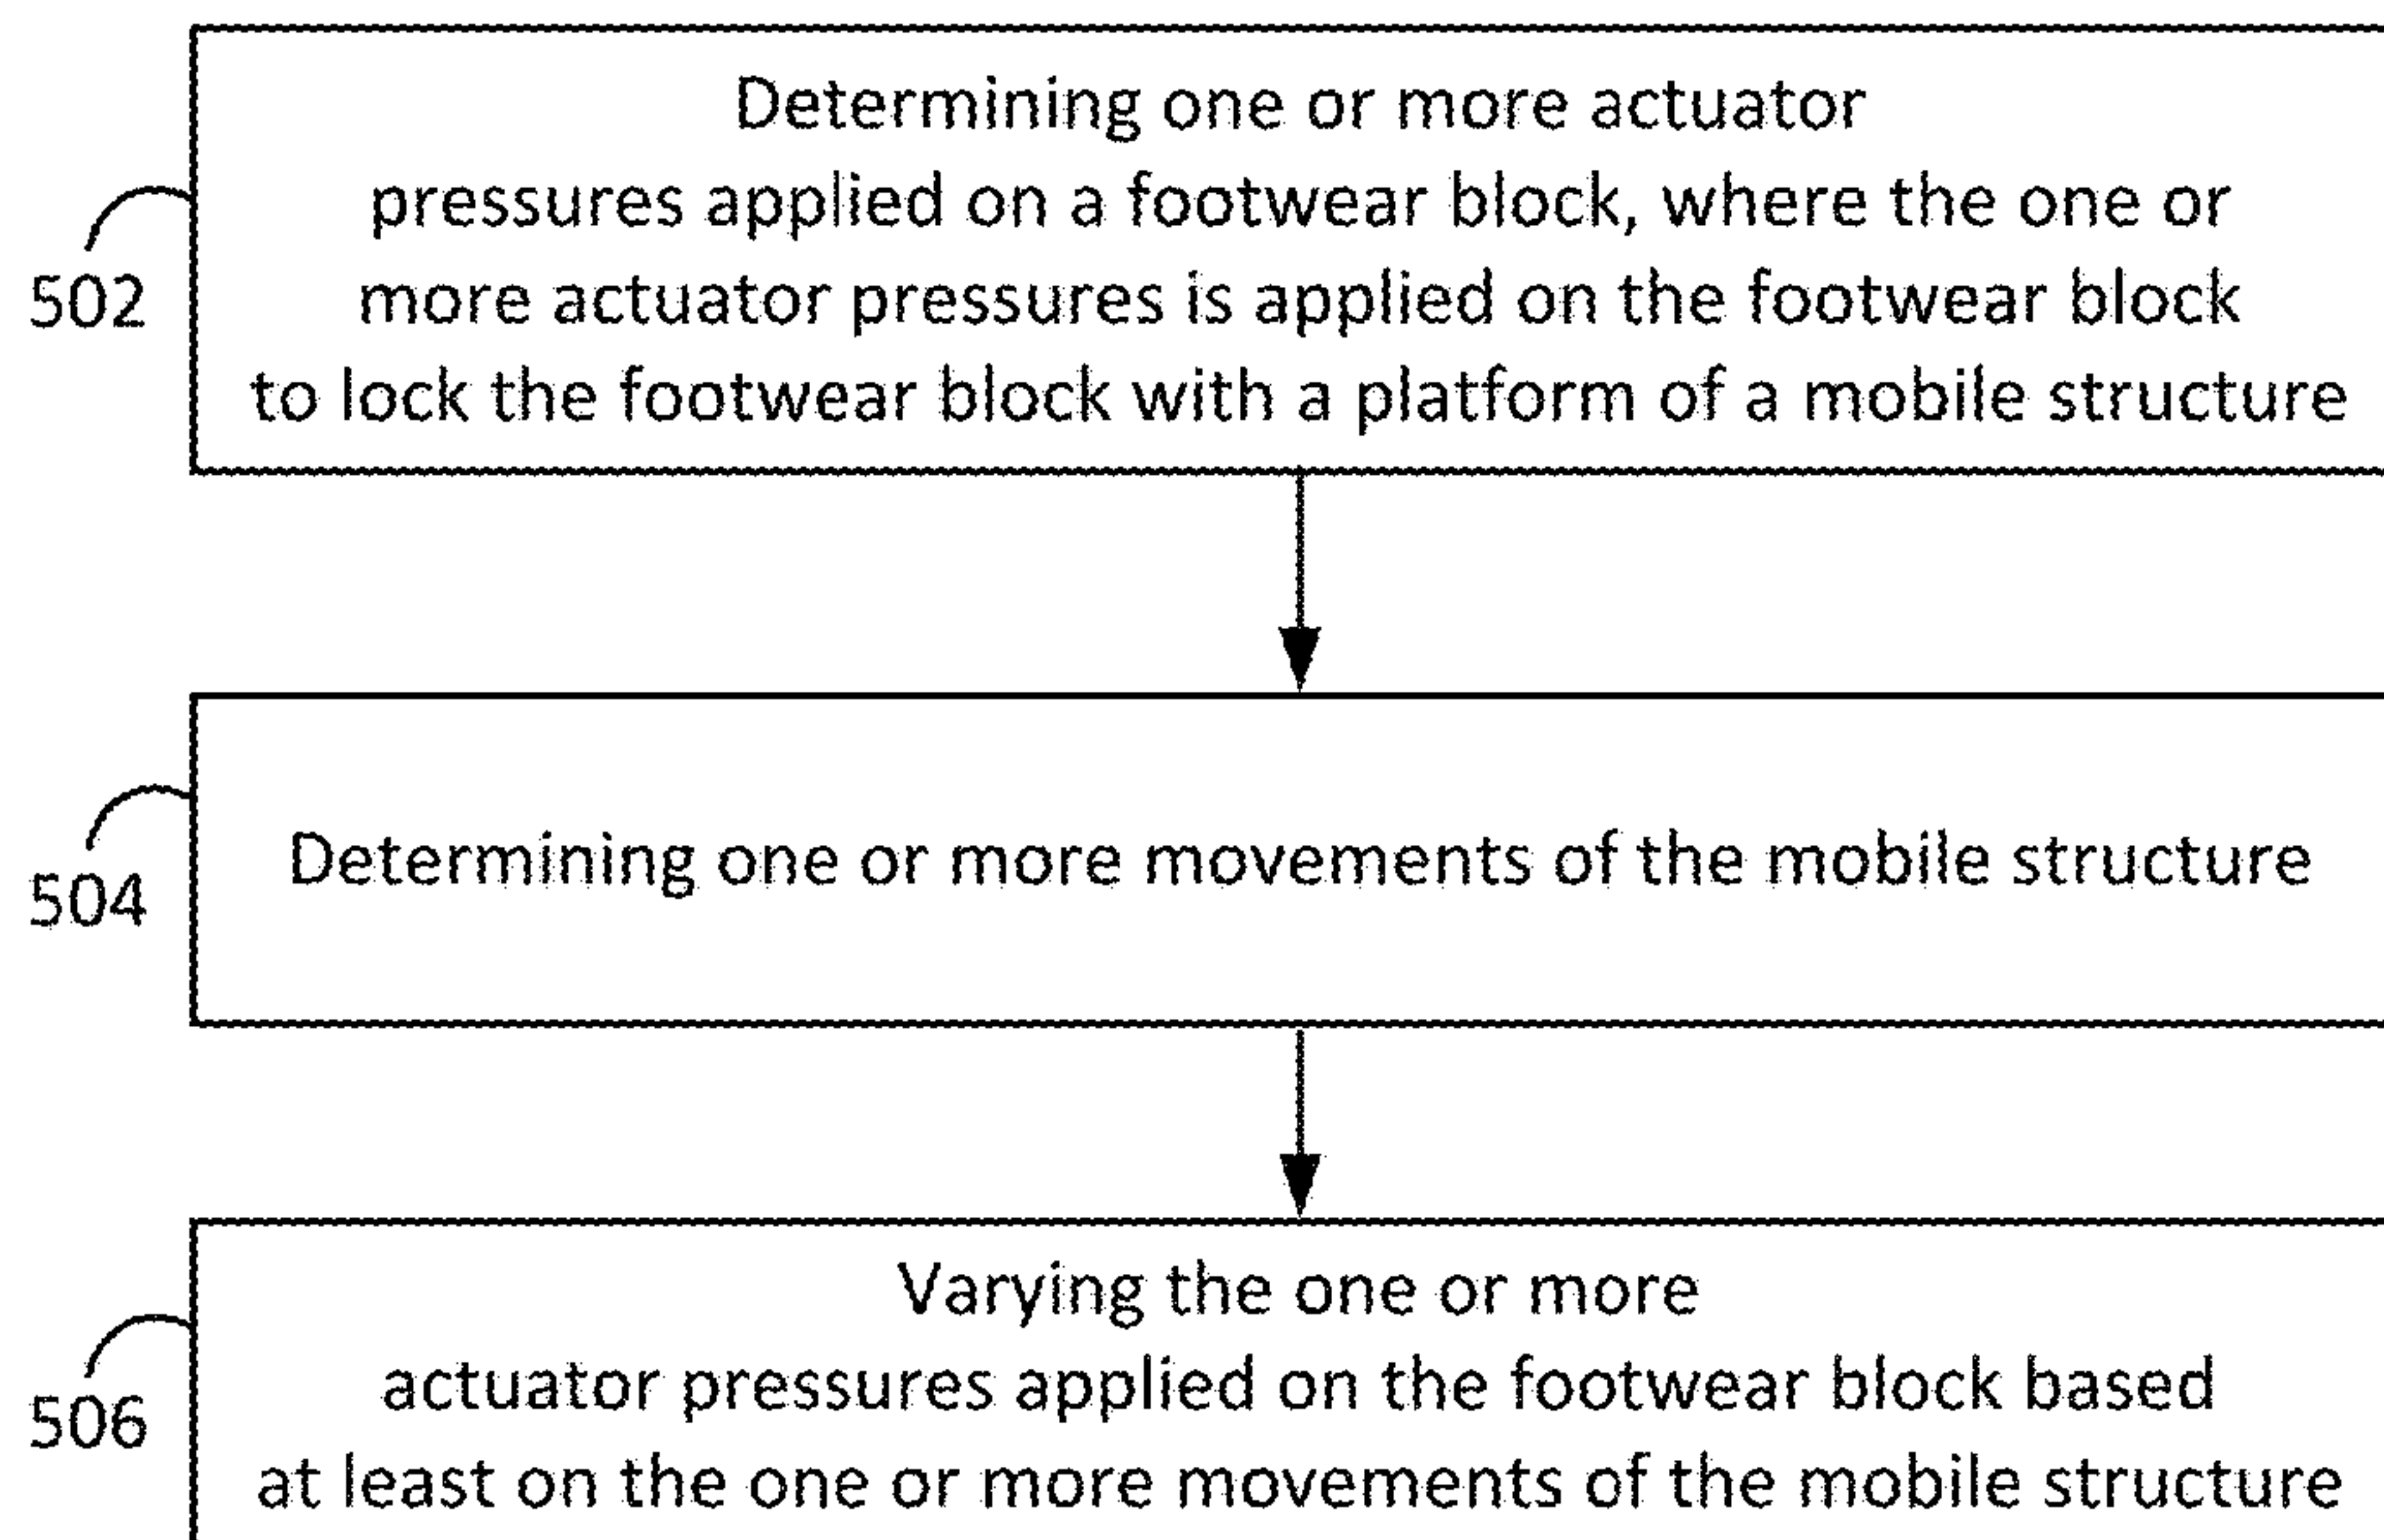 Determining one or more actuator
pressures applied on a footwear block, where the one or
more actuator pressures is applied on the footwear block
to lock the footwear block with a platform of a mobile structure
502
Determining one or more movements of the mobile structure
504
Varying the one or more
actuator pressures applied on the footwear block based
at least on the one or more movements of the mobile structure
506